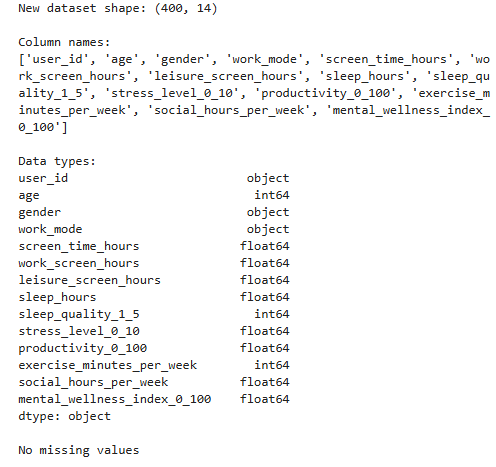 New dataset shape: (400, 14)
Column names:
['user_id', 'age', 'gender', 'work_mode', 'screen_time_hours', 'wo
rk_screen_hours', 'leisure_screen_hours', 'sleep_hours', 'sleep_qu
ality_1_5', 'stress_level_0_10', 'productivity_0_100', 'exercise_m
inutes_per_week', 'social_hours_per_week', 'mental_wellness_index_
0_100']
Data types:
user_id object
age int64
gender object
work_mode object
screen_time_hours float64
work_screen_hours float64
leisure_screen_hours float64
sleep_hours float64
sleep_quality_1_5 int64
stress_level_0_10 float64
productivity_0_100 float64
exercise_minutes_per_week int64
social_hours_per_week float64
mental_wellness_index_0_100 float64
dtype: object
No missing values